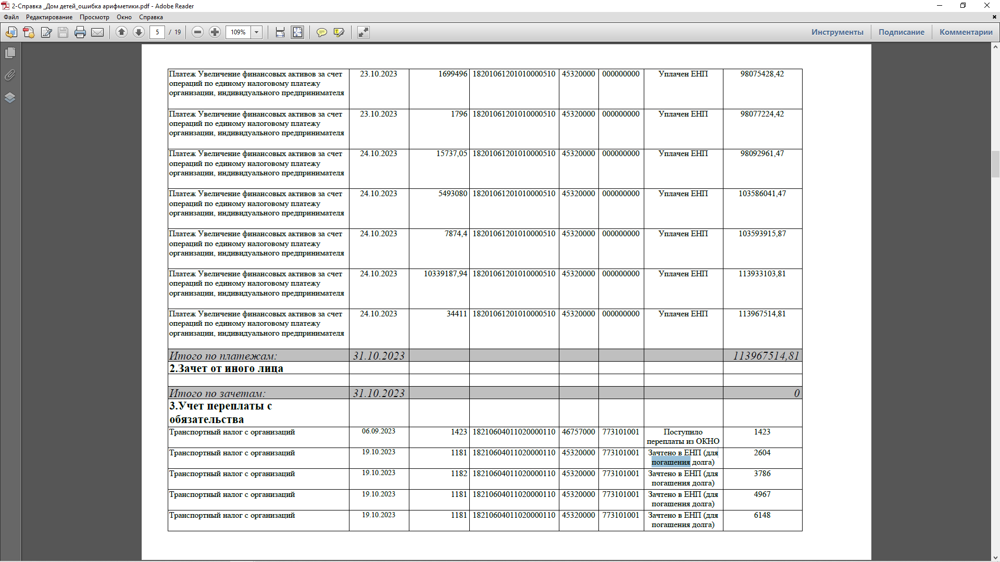 2-Справка _Дом детей_ошибка арифметики.pdf - Adobe Reader
Файл Редактирование Просмотр Окно Справка
5 / 19 109% Инструменты Подписание Комментарии
Платеж Увеличение финансовых активов за счет операций по единому налоговому платежу организации, индивидуального предпринимателя 23.10.2023 1699496 18201061201010000510 45320000 000000000 Уплачен ЕНП 98075428,42
Платеж Увеличение финансовых активов за счет операций по единому налоговому платежу организации, индивидуального предпринимателя 23.10.2023 1796 18201061201010000510 45320000 000000000 Уплачен ЕНП 98077224,42
Платеж Увеличение финансовых активов за счет операций по единому налоговому платежу организации, индивидуального предпринимателя 24.10.2023 15737,05 18201061201010000510 45320000 000000000 Уплачен ЕНП 98092961,47
Платеж Увеличение финансовых активов за счет операций по единому налоговому платежу организации, индивидуального предпринимателя 24.10.2023 5493080 18201061201010000510 45320000 000000000 Уплачен ЕНП 103586041,47
Платеж Увеличение финансовых активов за счет операций по единому налоговому платежу организации, индивидуального предпринимателя 24.10.2023 7874,4 18201061201010000510 45320000 000000000 Уплачен ЕНП 103593915,87
Платеж Увеличение финансовых активов за счет операций по единому налоговому платежу организации, индивидуального предпринимателя 24.10.2023 10339187,94 18201061201010000510 45320000 000000000 Уплачен ЕНП 113933103,81
Платеж Увеличение финансовых активов за счет операций по единому налоговому платежу организации, индивидуального предпринимателя 24.10.2023 34411 18201061201010000510 45320000 000000000 Уплачен ЕНП 113967514,81
Итого по платежам: 31.10.2023 113967514,81
2.Зачет от иного лица
Итого по зачетам: 31.10.2023 0
3.Учет переплаты с
обязательства
Транспортный налог с организаций 06.09.2023 1423 18210604011020000110 46757000 773101001 Поступило переплаты из ОКНО 1423
Транспортный налог с организаций 19.10.2023 1181 18210604011020000110 45320000 773101001 Зачтено в ЕНП (для погашения долга) 2604
Транспортный налог с организаций 19.10.2023 1182 18210604011020000110 45320000 773101001 Зачтено в ЕНП (для погашения долга) 3786
Транспортный налог с организаций 19.10.2023 1181 18210604011020000110 45320000 773101001 Зачтено в ЕНП (для погашения долга) 4967
Транспортный налог с организаций 19.10.2023 1181 18210604011020000110 45320000 773101001 Зачтено в ЕНП (для погашения долга) 6148